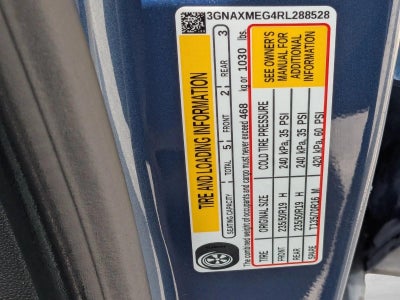 3GNAXMEG4RL288528
TIRE AND LOADING INFORMATION
SEATING CAPACITY TOTAL 5 FRONT 2 REAR 3
The combined weight of occupants and cargo must never exceed 468 kg or 1030 lbs.
TIRE ORIGINAL SIZE COLD TIRE PRESSURE
FRONT 235/50R19 H 240 kPa, 35 PSI
REAR 235/50R19 H 240 kPa, 35 PSI
SPARE T135/70R16 M 420 kPa, 60 PSI
SEE OWNER'S
MANUAL FOR
ADDITIONAL
INFORMATION